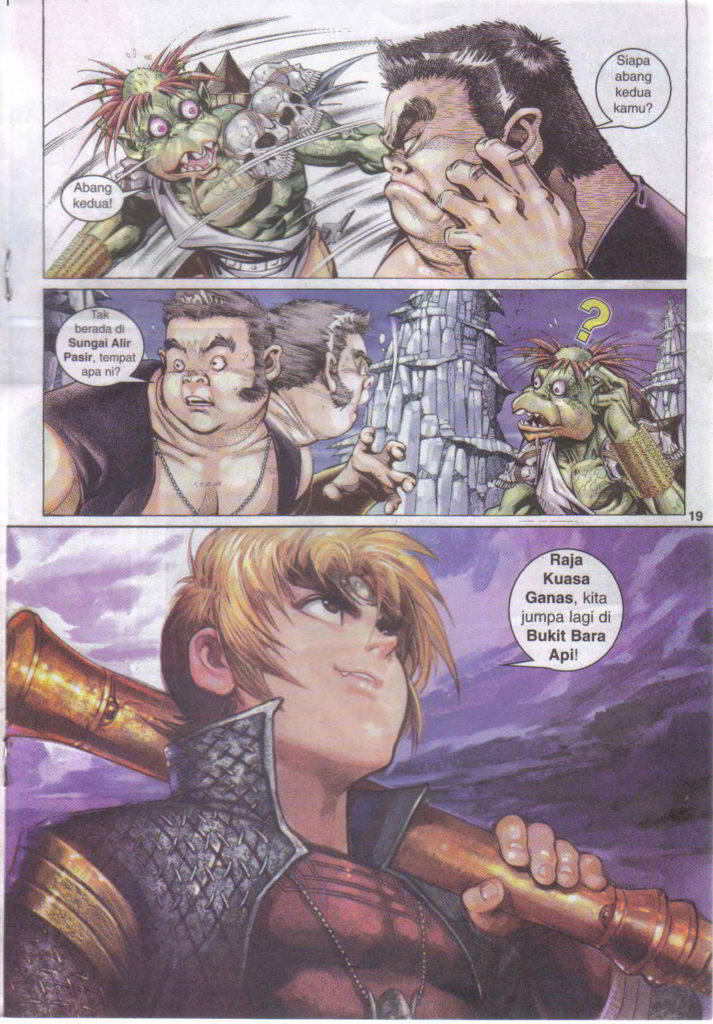 Siapa
abang
kedua
kamu?
Abang
kedua!
Tak
berada di
Sungai Alir
Pasir, tempat
apa ni?
?
19
Raja
Kuasa
Ganas, kita
jumpa lagi di
Bukit Bara
Api!